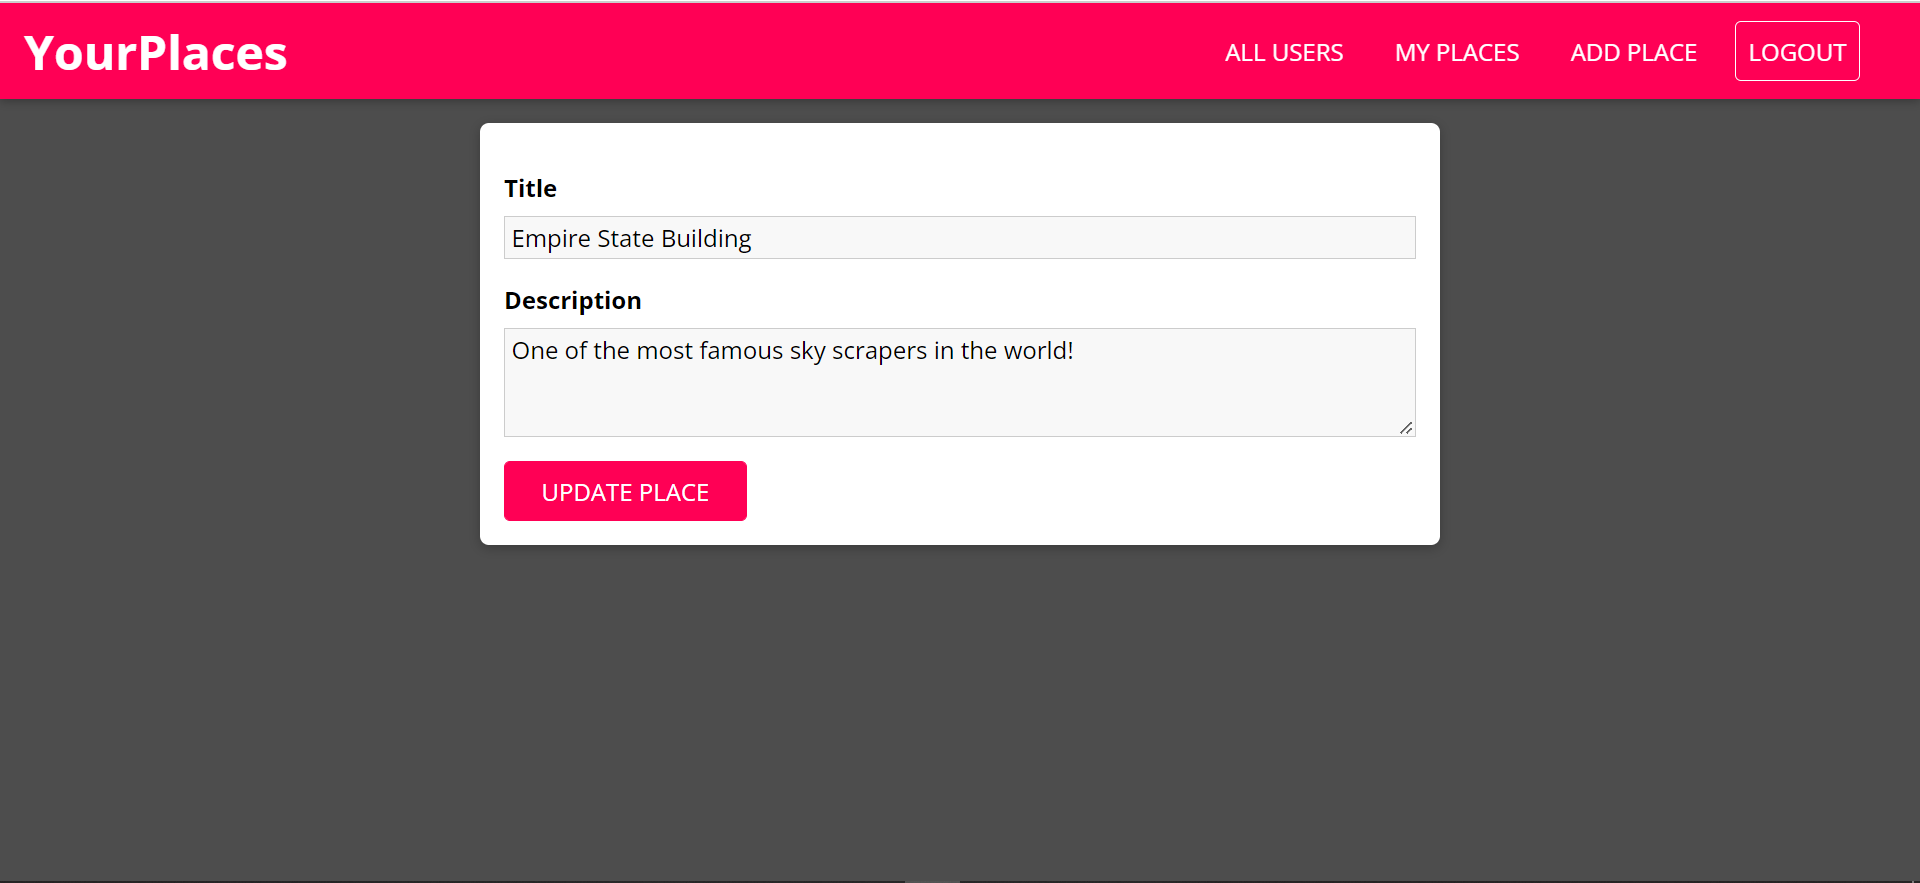 YourPlaces
ALL USERS MY PLACES ADD PLACE LOGOUT
Title
Empire State Building
Description
One of the most famous sky scrapers in the world!
UPDATE PLACE